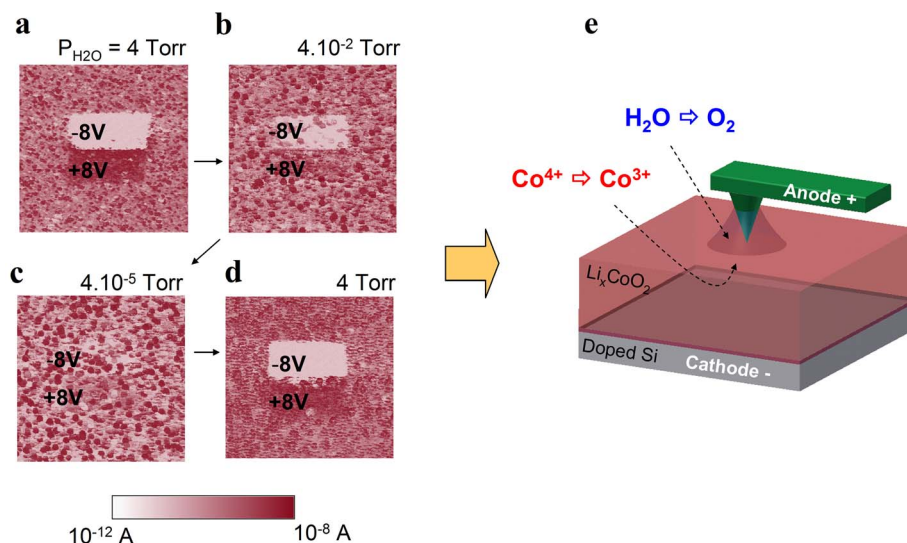 a
P_H2O = 4 Torr
-8V
+8V
b
4.10⁻² Torr
-8V
+8V
c
4.10⁻⁵ Torr
-8V
+8V
d
4 Torr
-8V
+8V
10⁻¹² A
10⁻⁸ A
e
H₂O ⇨ O₂
Co⁴⁺ ⇨ Co³⁺
Anode +
LiₓCoO₂
Doped Si
Cathode -